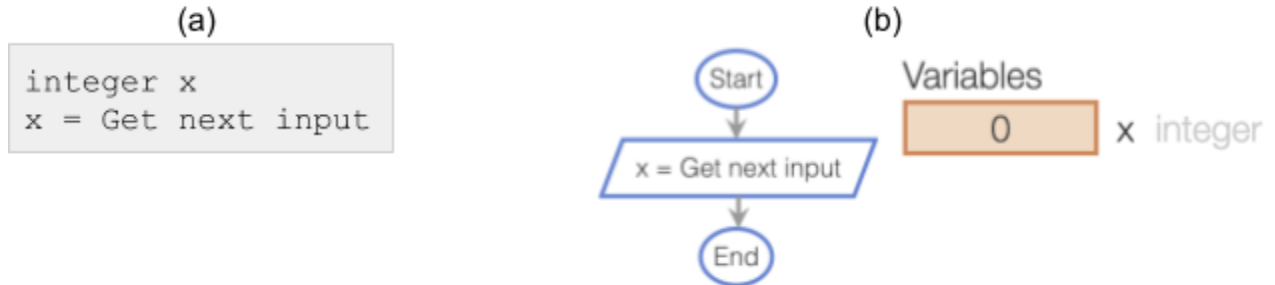 (a)
integer x
x = Get next input
(b)
Start
x = Get next input
End
Variables
0 x integer